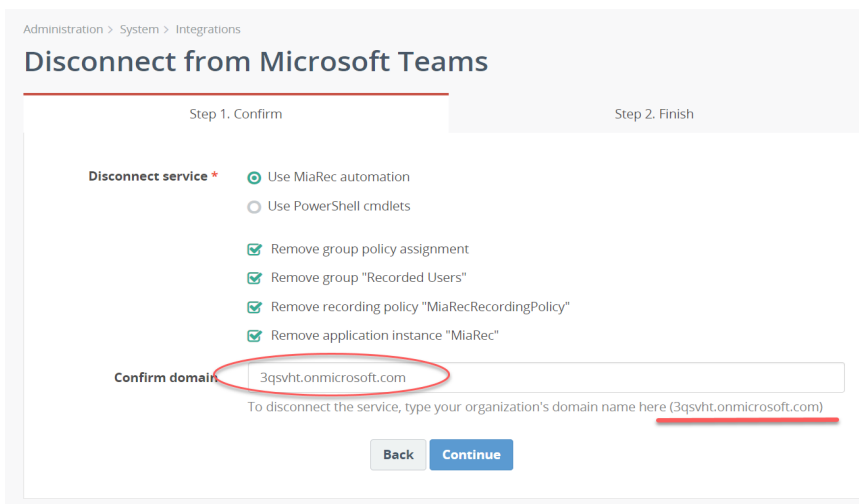 Administration > System > Integrations
Disconnect from Microsoft Teams
Step 1. Confirm
Step 2. Finish
Disconnect service *
Use MiaRec automation
Use PowerShell cmdlets
Remove group policy assignment
Remove group "Recorded Users"
Remove recording policy "MiaRecRecordingPolicy"
Remove application instance "MiaRec"
Confirm domain
3qsvht.onmicrosoft.com
To disconnect the service, type your organization's domain name here (3qsvht.onmicrosoft.com)
Back
Continue